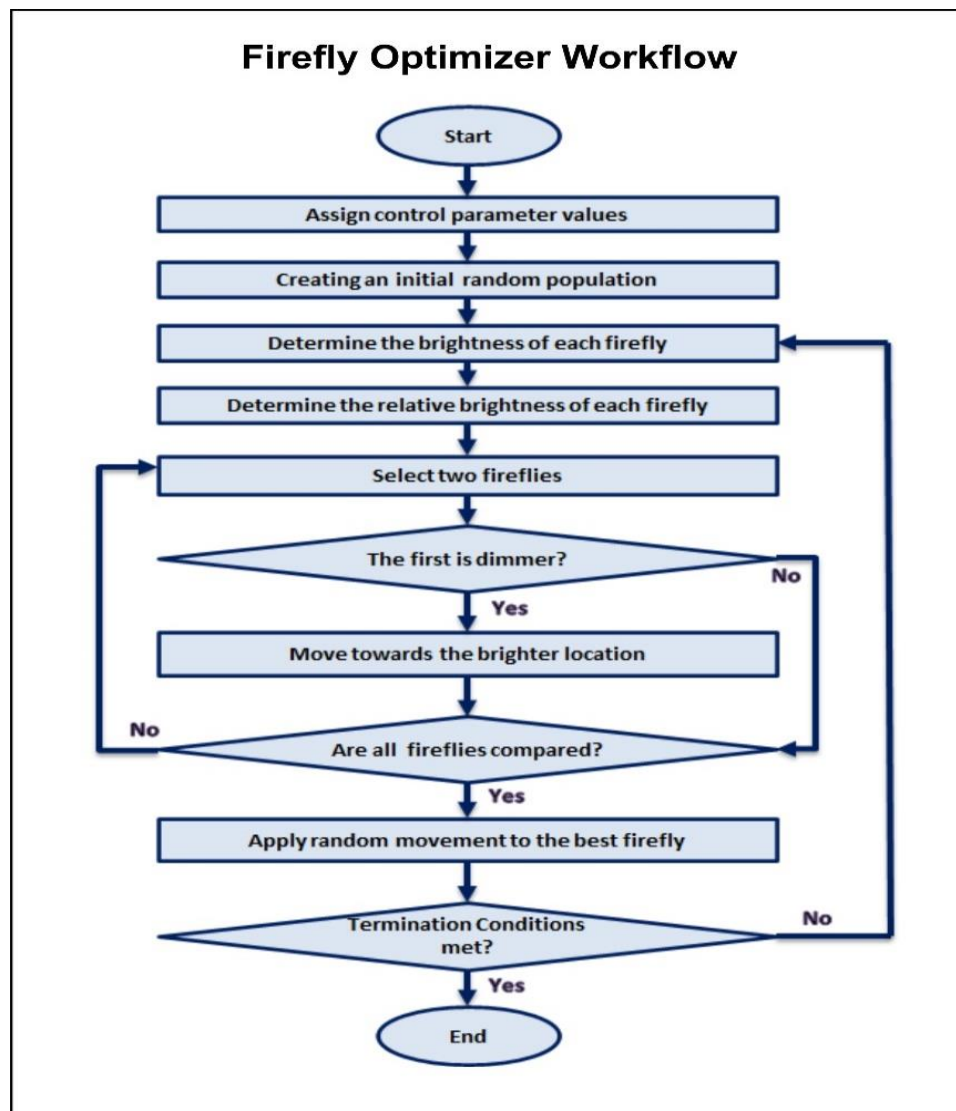 Firefly Optimizer Workflow
Start
Assign control parameter values
Creating an initial random population
Determine the brightness of each firefly
Determine the relative brightness of each firefly
Select two fireflies
The first is dimmer?
No
Yes
Move towards the brighter location
No
Are all fireflies compared?
Yes
Apply random movement to the best firefly
Termination Conditions
met?
No
Yes
End